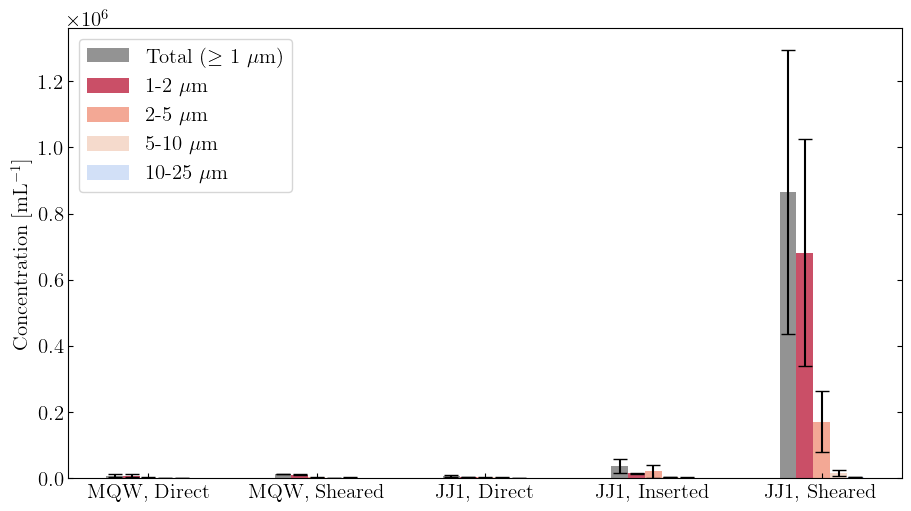 ×10⁶
Total (≥ 1 μm)
1-2 μm
2-5 μm
5-10 μm
10-25 μm
Concentration [mL⁻¹]
1.2
1.0
0.8
0.6
0.4
0.2
0.0
MQW, Direct MQW, Sheared JJ1, Direct JJ1, Inserted JJ1, Sheared